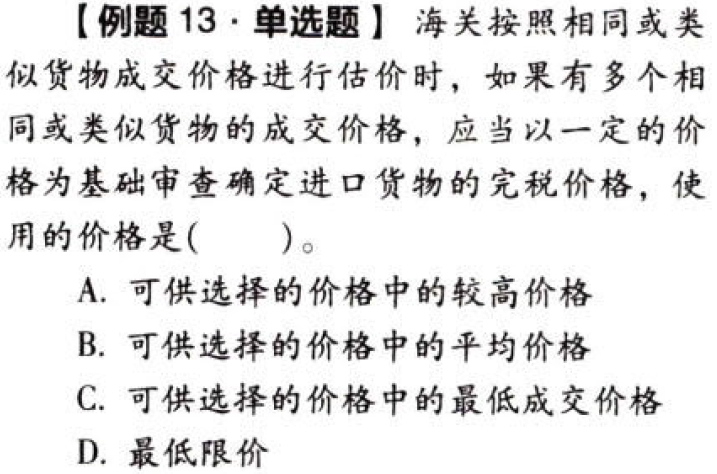 【例题 13·单选题】 海关按照相同或类
似货物成交价格进行估价时，如果有多个相
同或类似货物的成交价格，应当以一定的价
格为基础审查确定进口货物的完税价格，使
用的价格是(　　)。
A. 可供选择的价格中的较高价格
B. 可供选择的价格中的平均价格
C. 可供选择的价格中的最低成交价格
D. 最低限价